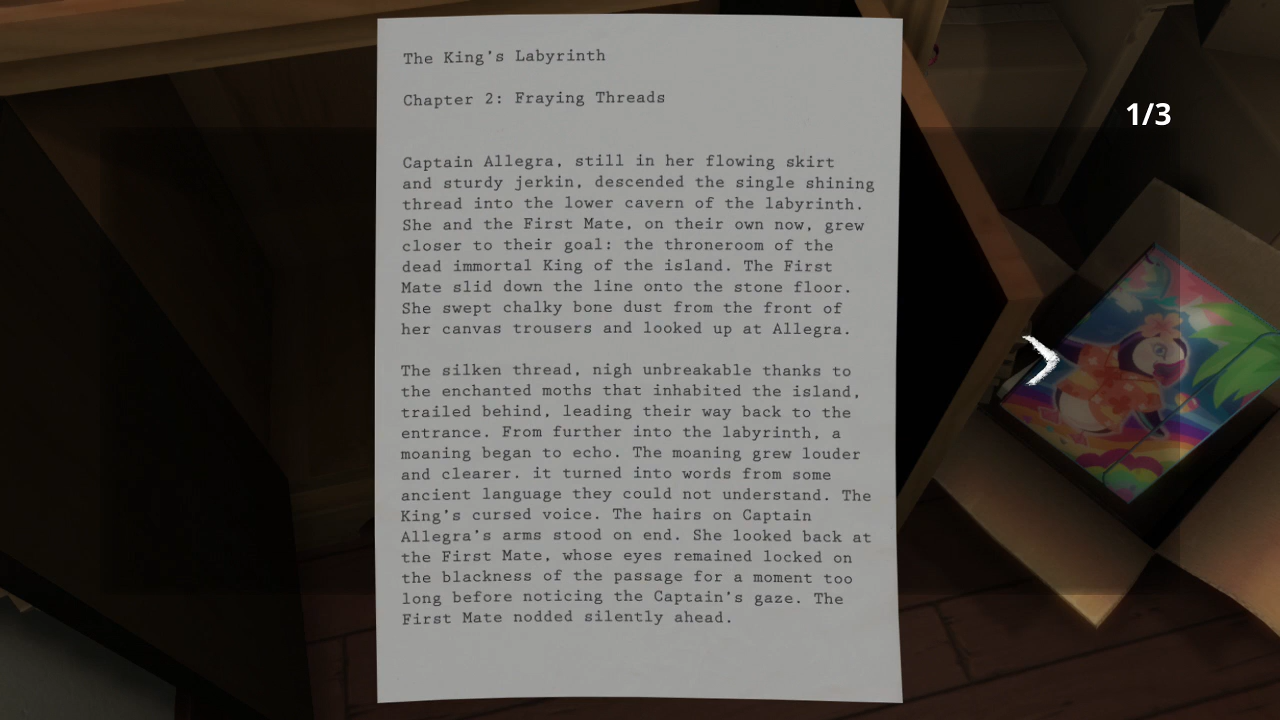 The King's Labyrinth
Chapter 2: Fraying Threads
1/3
Captain Allegra, still in her flowing skirt
and sturdy jerkin, descended the single shining
thread into the lower cavern of the labyrinth.
She and the First Mate, on their own now, grew
closer to their goal: the throneroom of the
dead immortal King of the island. The First
Mate slid down the line onto the stone floor.
She swept chalky bone dust from the front of
her canvas trousers and looked up at Allegra.
The silken thread, nigh unbreakable thanks to
the enchanted moths that inhabited the island,
trailed behind, leading their way back to the
entrance. From further into the labyrinth, a
moaning began to echo. The moaning grew louder
and clearer. it turned into words from some
ancient language they could not understand. The
King's cursed voice. The hairs on Captain
Allegra's arms stood on end. She looked back at
the First Mate, whose eyes remained locked on
the blackness of the passage for a moment too
long before noticing the Captain's gaze. The
First Mate nodded silently ahead.